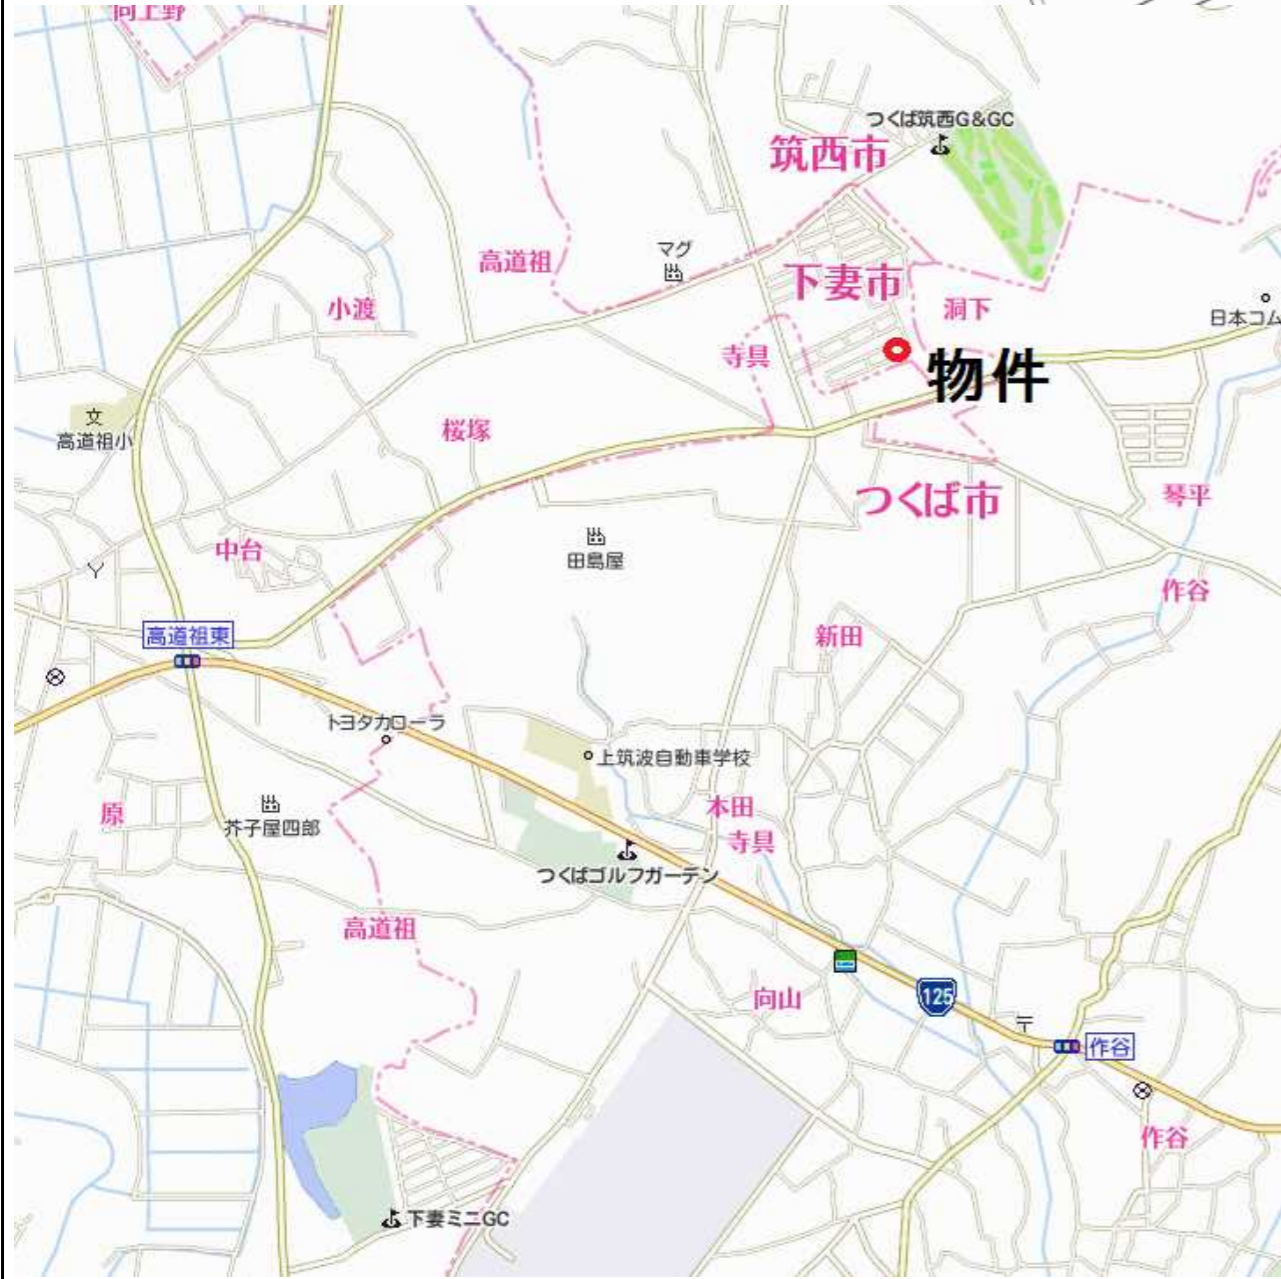 向上野
つくば筑西G&GC
筑西市
マグ
高道祖
下妻市
小渡
洞下
日本コム
寺具
物件
文
高道祖小
桜塚
つくば市
琴平
中台
田島屋
作谷
高道祖東
新田
トヨタカローラ
上筑波自動車学校
原
芥子屋四郎
本田
寺具
つくばゴルフガーデン
高道祖
向山
125
〒
作谷
作谷
下妻ミニGC